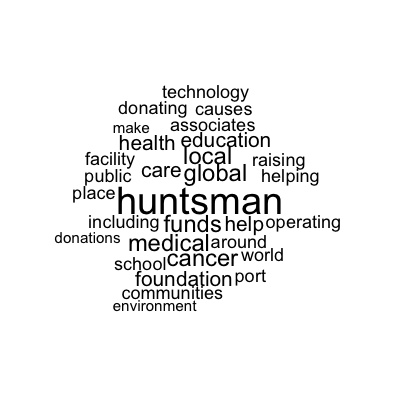 technology
donating causes
make associates
health education
facility local raising
public care global helping
place huntsman
including funds help operating
donations medical around
school cancer world
foundation port
communities
environment